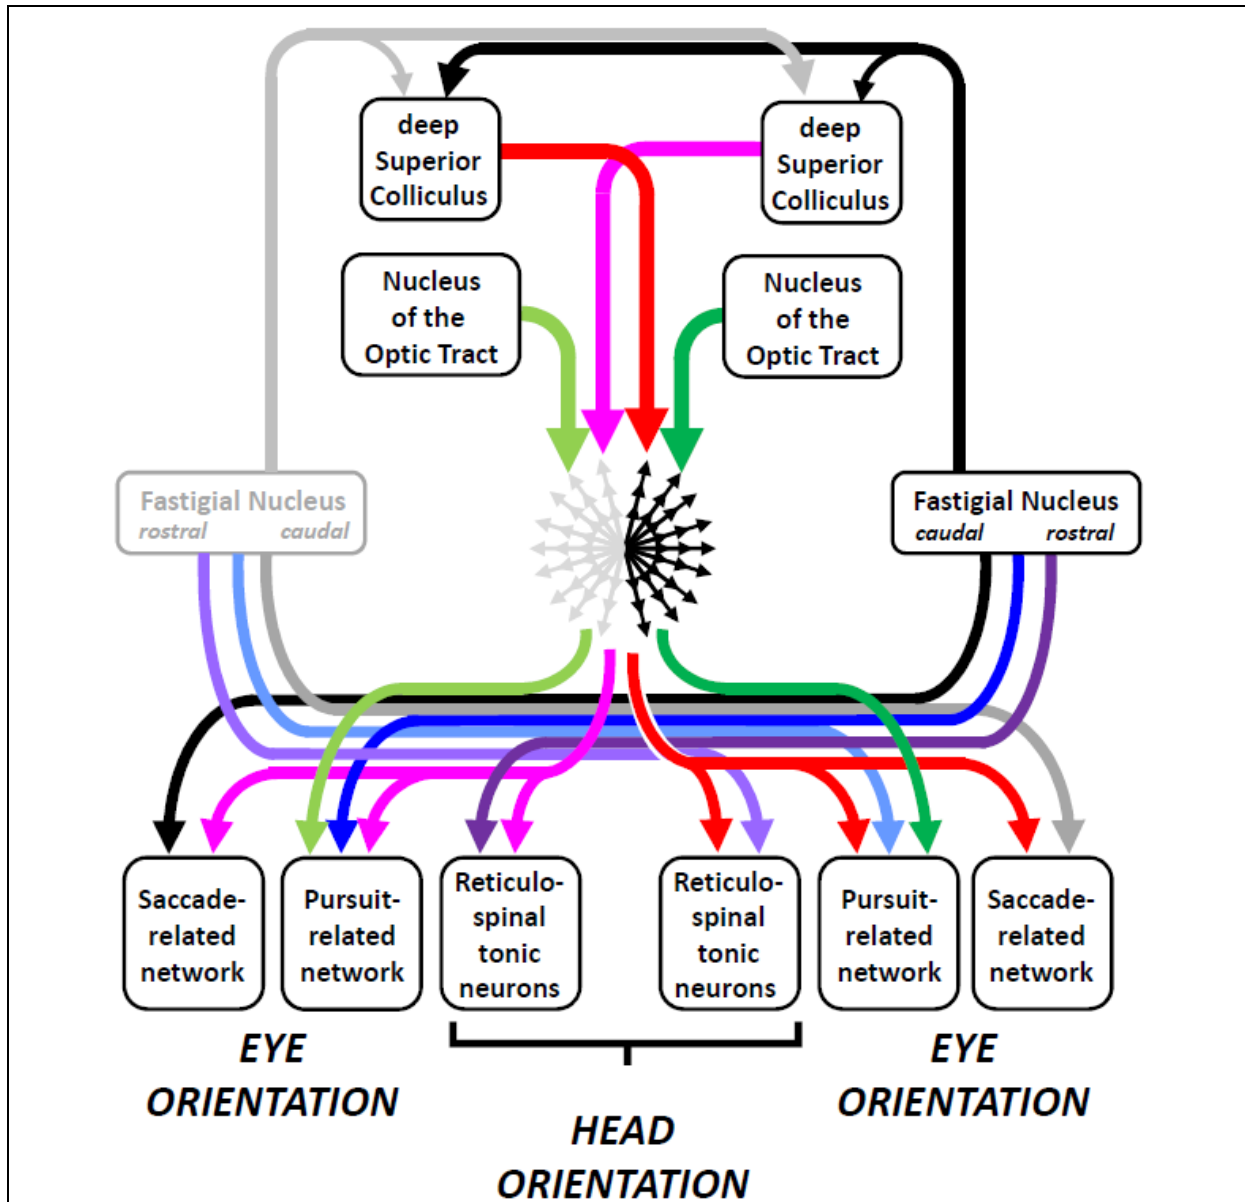 deep
Superior
Colliculus
deep
Superior
Colliculus
Nucleus
of the
Optic Tract
Nucleus
of the
Optic Tract
Fastigial Nucleus
rostral caudal
Fastigial Nucleus
caudal rostral
Saccade-
related
network
Pursuit-
related
network
Reticulo-
spinal
tonic
neurons
Reticulo-
spinal
tonic
neurons
Pursuit-
related
network
Saccade-
related
network
EYE
ORIENTATION
HEAD
ORIENTATION
EYE
ORIENTATION